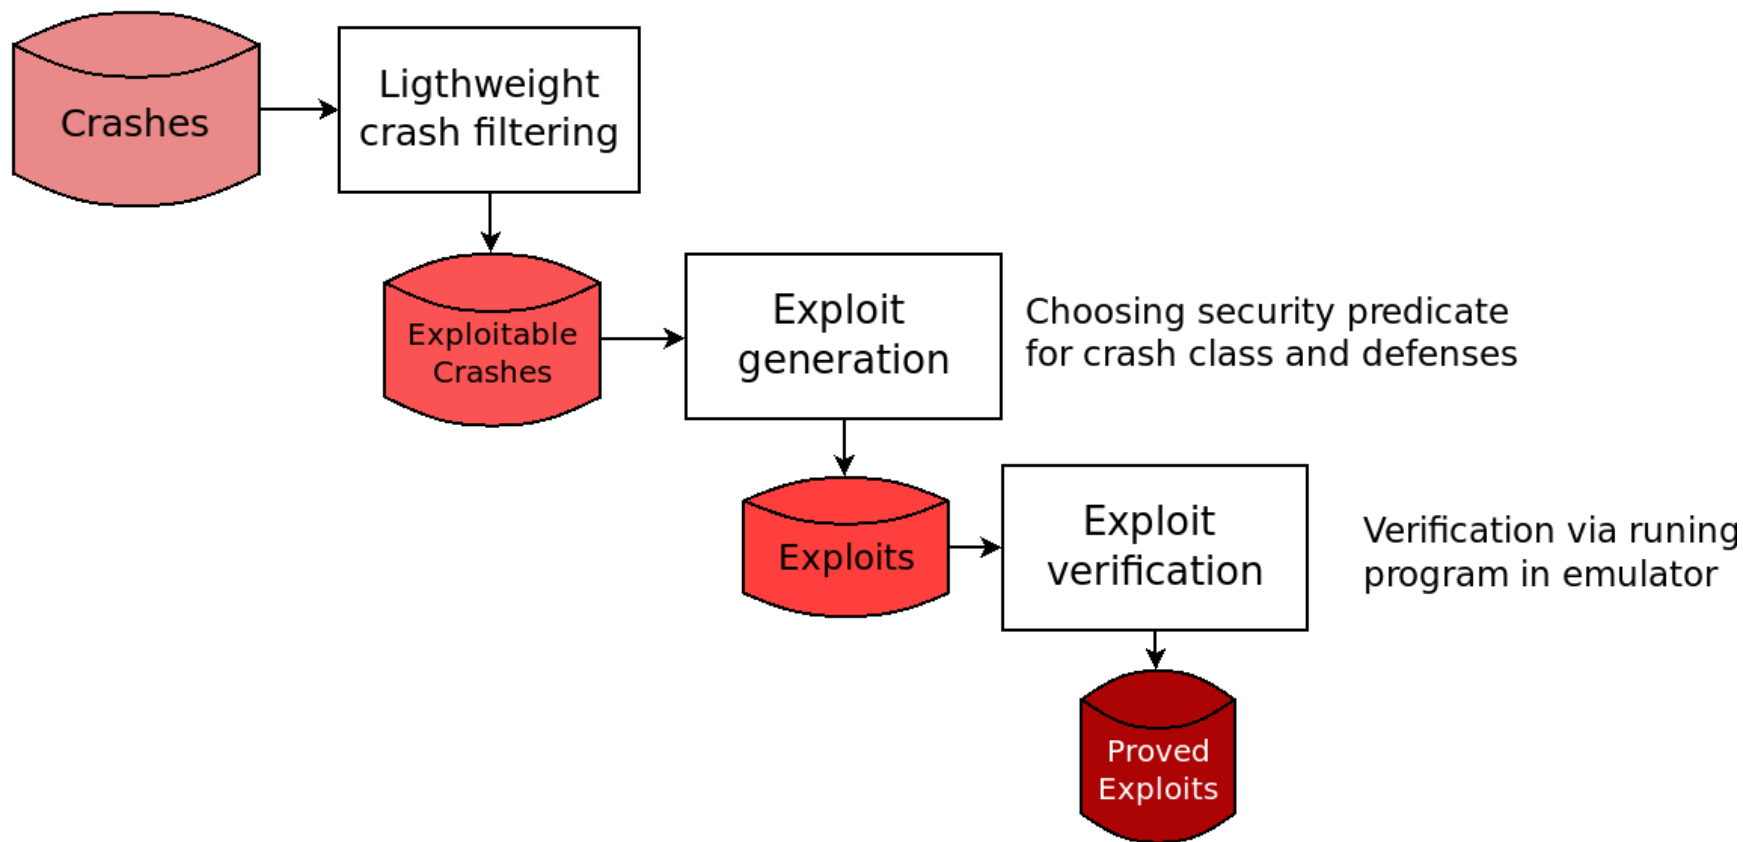 Crashes
Ligthweight
crash filtering
Exploitable
Crashes
Exploit
generation
Choosing security predicate
for crash class and defenses
Exploits
Exploit
verification
Verification via runing
program in emulator
Proved
Exploits